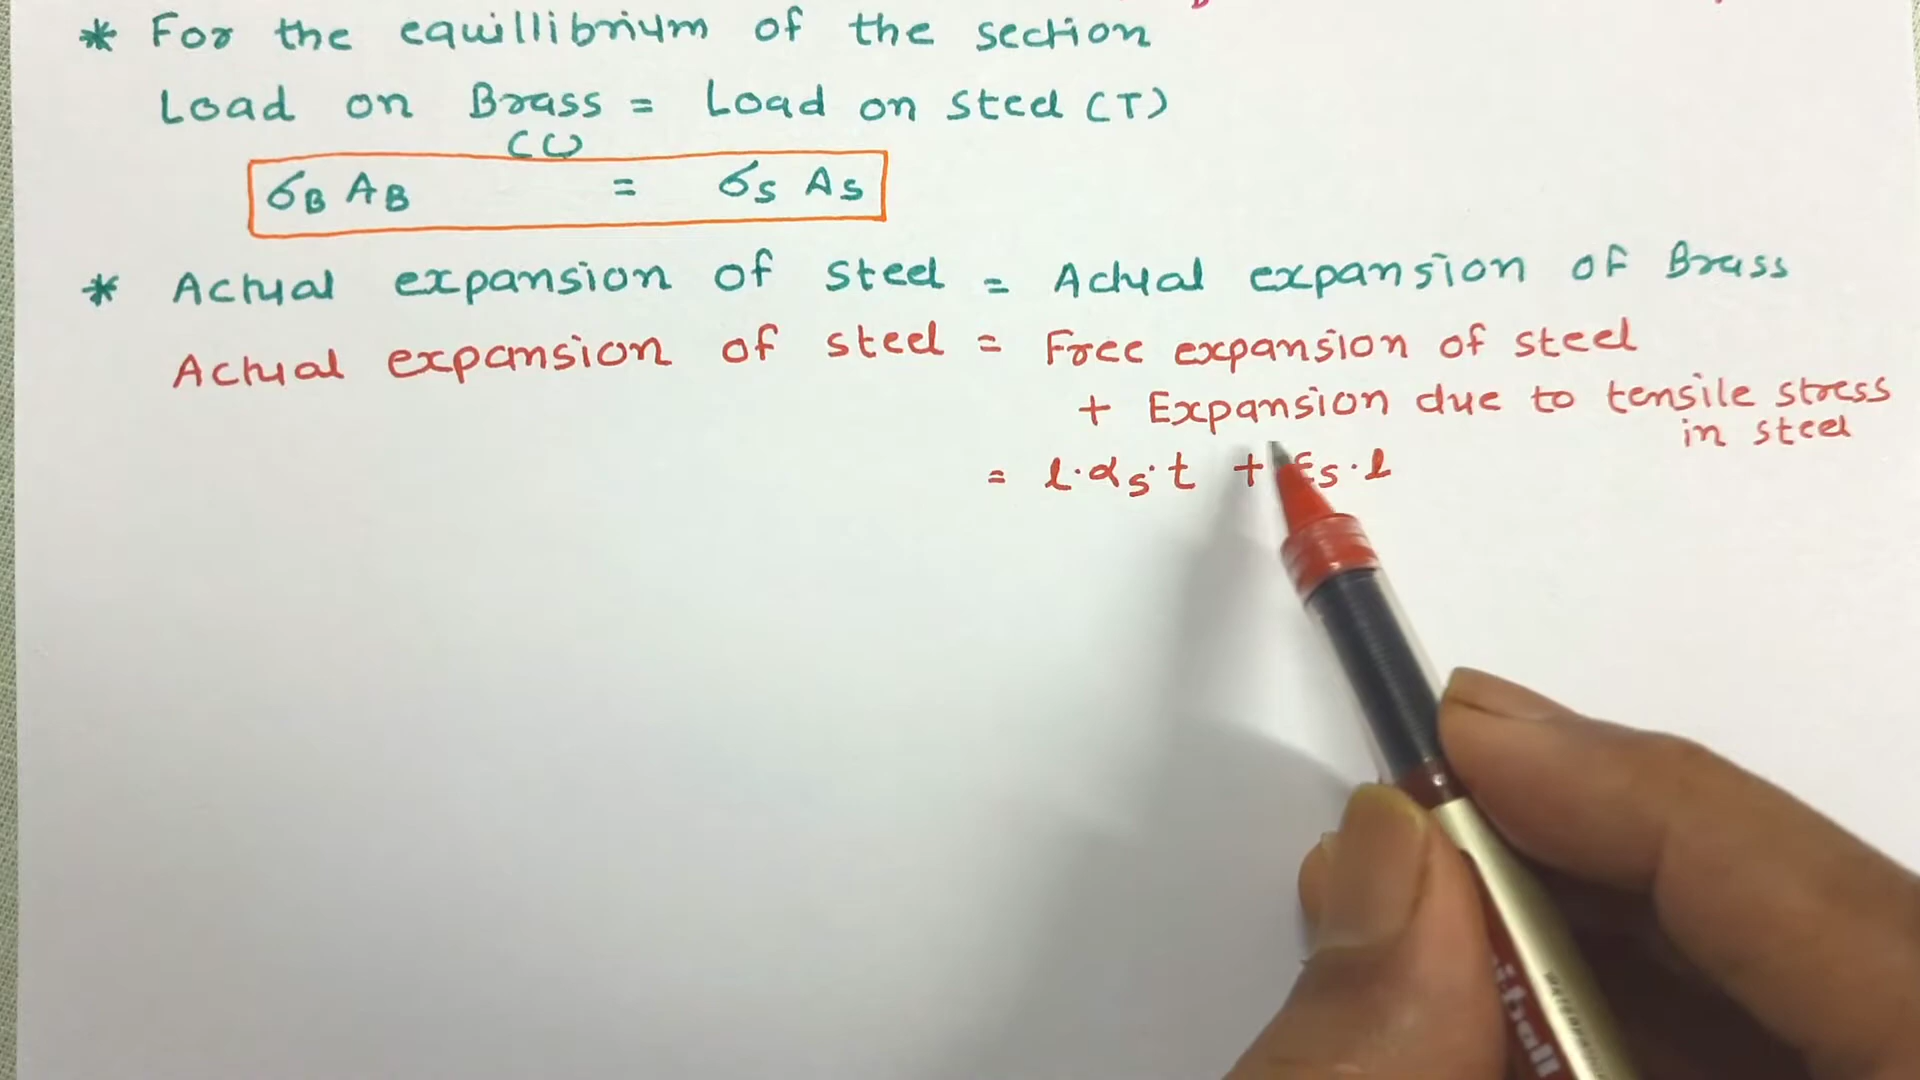 * For the equillibrium of the section
Load on Brass = Load on steel (T)
(C)
σB AB = σS AS
* Actual expansion of steel = Actual expansion of Brass
Actual expansion of steel = Free expansion of steel
+ Expansion due to tensile stress
in steel
= l·αs·t + Es·l